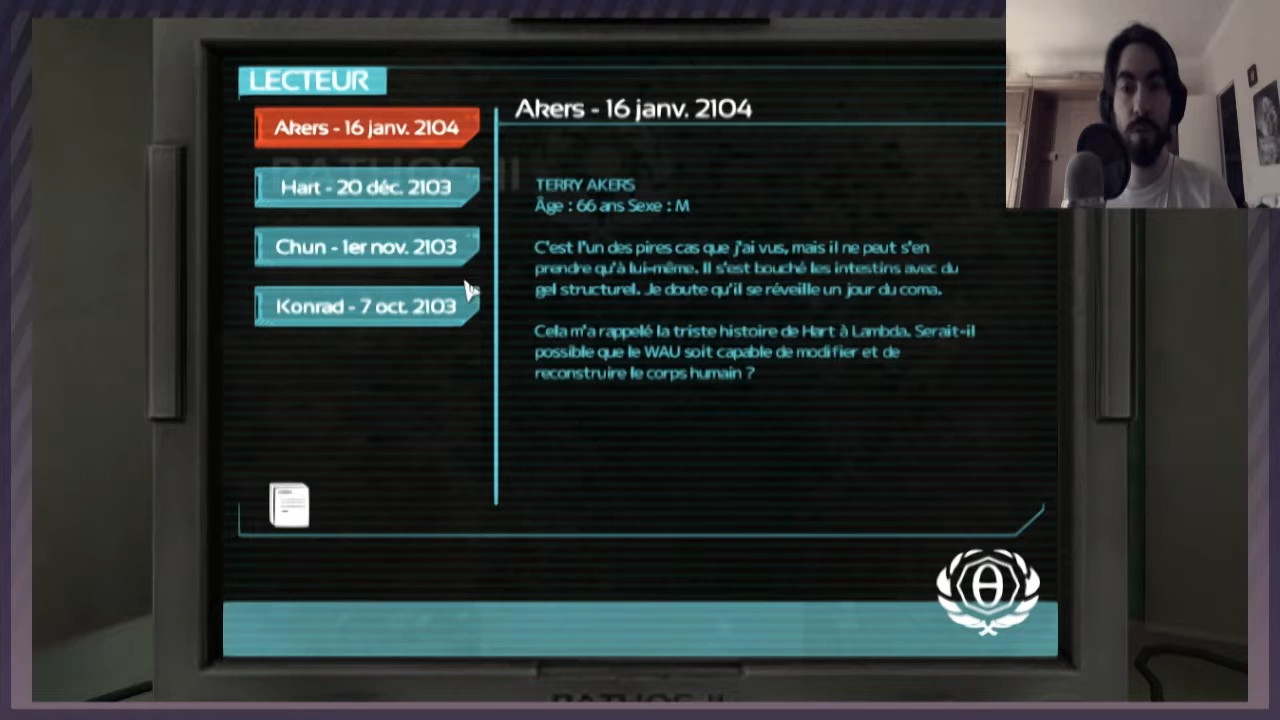 LECTEUR
Akers - 16 janv. 2104
Hart - 20 déc. 2103
Chun - 1er nov. 2103
Konrad - 7 oct. 2103
Akers - 16 janv. 2104
TERRY AKERS
Âge : 66 ans Sexe : M
C'est l'un des pires cas que j'ai vus, mais il ne peut s'en
prendre qu'à lui-même. Il s'est bouché les intestins avec du
gel structurel. Je doute qu'il se réveille un jour du coma.
Cela m'a rappelé la triste histoire de Hart à Lambda. Serait-il
possible que le WAU soit capable de modifier et de
reconstruire le corps humain ?
θ
PATHOS II